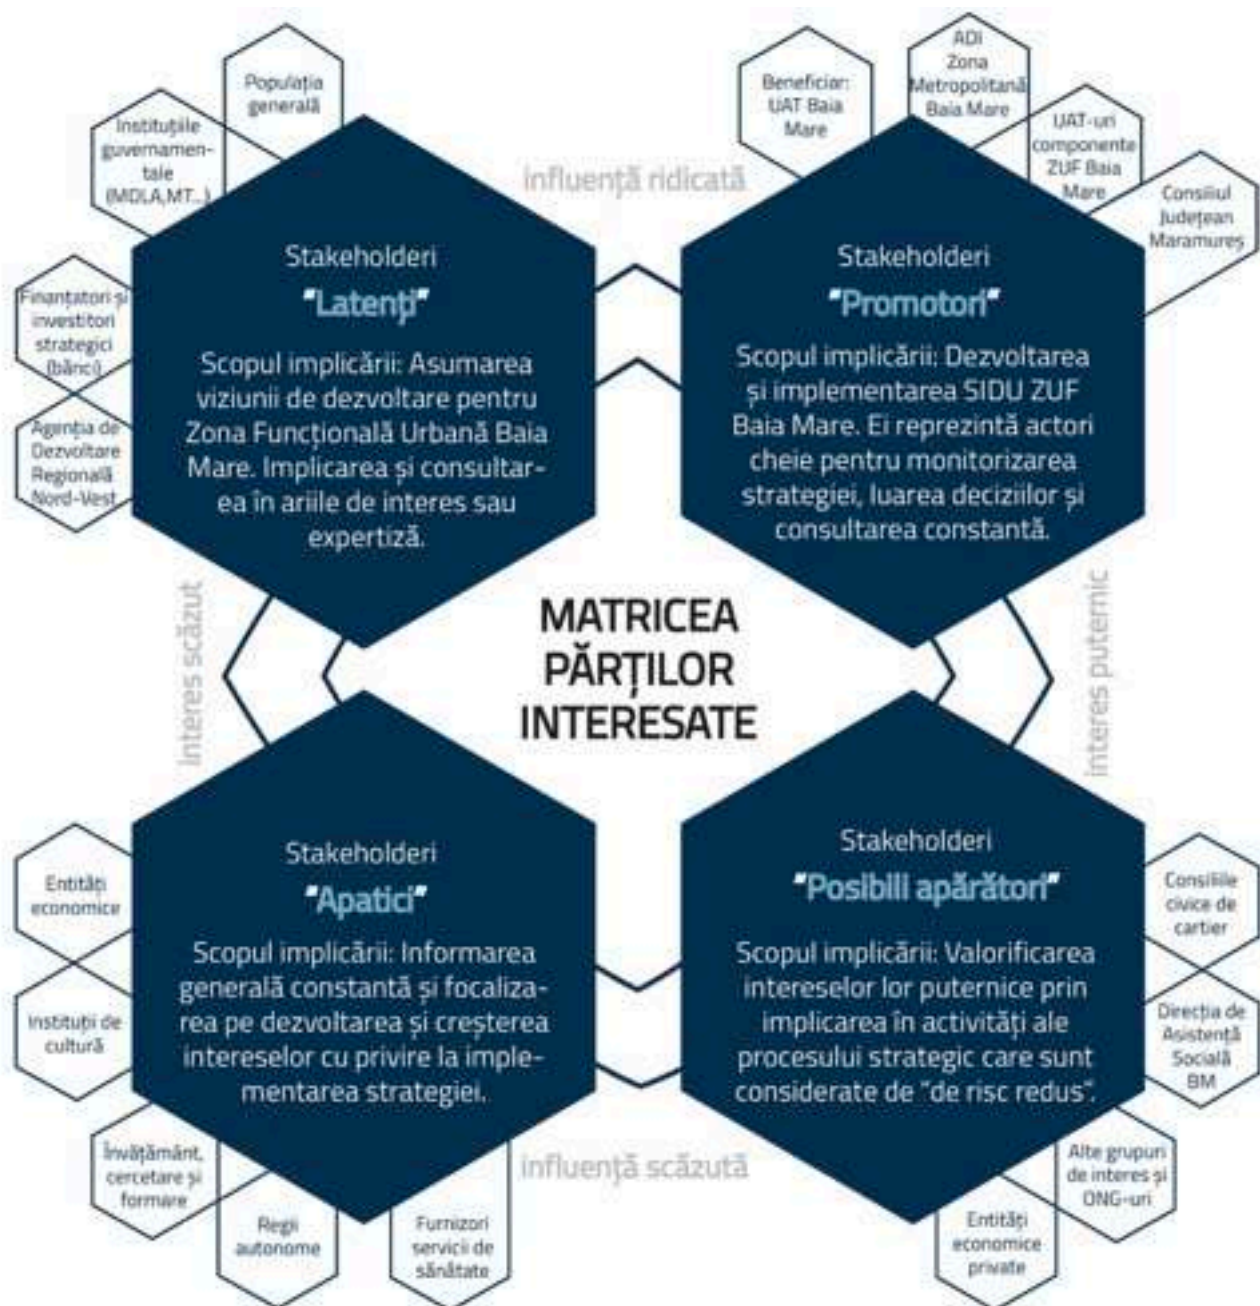 Populația
generală
Instituțiile
guvernamen-
tale
(MDLA,MT...)
Finanțatori și
investitori
strategici
(bănci)
Agenția de
Dezvoltare
Regională
Nord-Vest
Beneficiar:
UAT Baia
Mare
ADI
Zona
Metropolitană
Baia Mare
UAT-uri
componente
ZUF Baia
Mare
Consiliul
Județean
Maramureș
influență ridicată
Stakeholderi
"Latenți"
Scopul implicării: Asumarea
viziunii de dezvoltare pentru
Zona Funcțională Urbană Baia
Mare. Implicarea și consultar-
ea în ariile de interes sau
expertiză.
Stakeholderi
"Promotori"
Scopul implicării: Dezvoltarea
și implementarea SIDU ZUF
Baia Mare. Ei reprezintă actori
cheie pentru monitorizarea
strategiei, luarea deciziilor și
consultarea constantă.
interes scăzut
MATRICEA
PĂRȚILOR
INTERESATE
interes puternic
Stakeholderi
"Apatici"
Scopul implicării: Informarea
generală constantă și focaliza-
rea pe dezvoltarea și creșterea
intereselor cu privire la imple-
mentarea strategiei.
Stakeholderi
"Posibili apărători"
Scopul implicării: Valorificarea
intereselor lor puternice prin
implicarea în activități ale
procesului strategic care sunt
considerate de "de risc redus".
Entități
economice
Instituții de
cultură
Învățământ,
cercetare și
formare
Regii
autonome
Furnizori
servicii de
sănătate
influență scăzută
Consiliile
civice de
cartier
Direcția de
Asistență
Socială
BM
Alte grupuri
de interes și
ONG-uri
Entități
economice
private